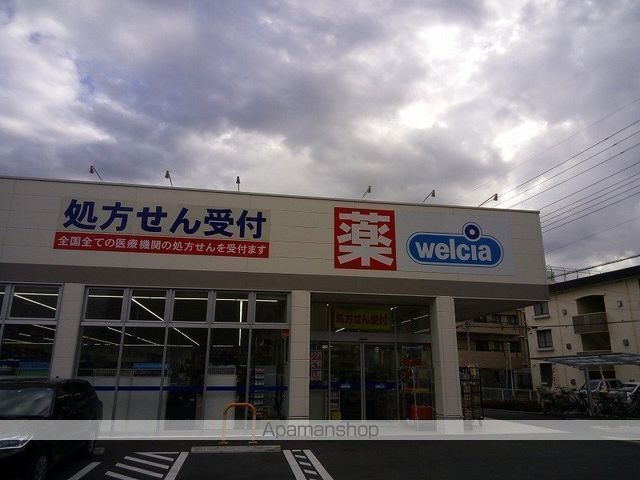 処方せん受付
全国全ての医療機関の処方せんを受付ます
薬
welcia
処方せん受付
Apamanshop